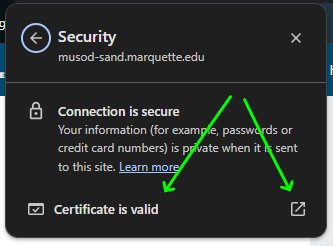 Security
musod-sand.marquette.edu
Connection is secure
Your information (for example, passwords or
credit card numbers) is private when it is sent
to this site. Learn more
Certificate is valid